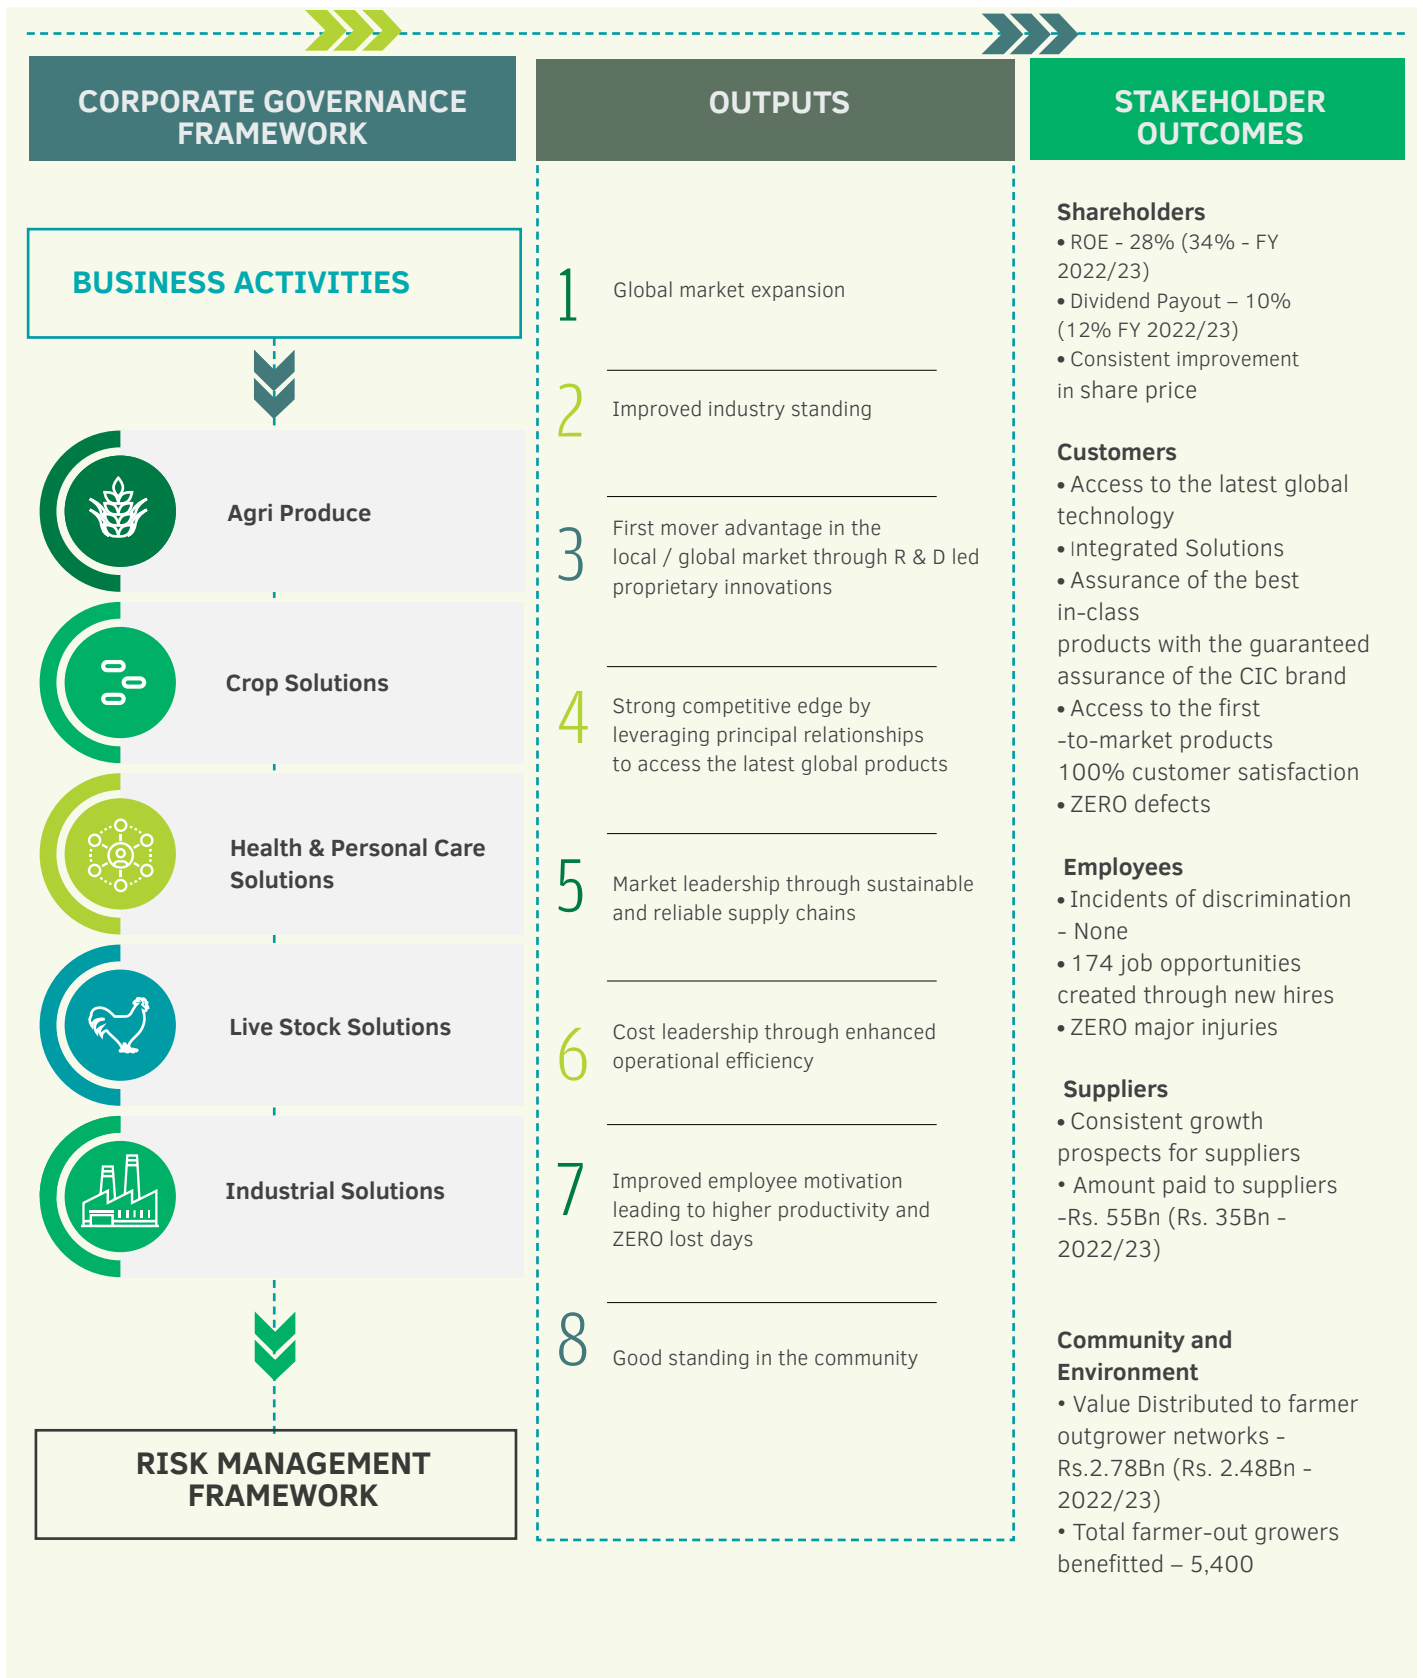 CORPORATE GOVERNANCE
FRAMEWORK
BUSINESS ACTIVITIES
Agri Produce
Crop Solutions
Health & Personal Care
Solutions
Live Stock Solutions
Industrial Solutions
RISK MANAGEMENT
FRAMEWORK
OUTPUTS
1
Global market expansion
2
Improved industry standing
3
First mover advantage in the
local / global market through R & D led
proprietary innovations
4
Strong competitive edge by
leveraging principal relationships
to access the latest global products
5
Market leadership through sustainable
and reliable supply chains
6
Cost leadership through enhanced
operational efficiency
7
Improved employee motivation
leading to higher productivity and
ZERO lost days
8
Good standing in the community
STAKEHOLDER
OUTCOMES
Shareholders
• ROE - 28% (34% - FY
2022/23)
• Dividend Payout – 10%
(12% FY 2022/23)
• Consistent improvement
in share price
Customers
• Access to the latest global
technology
• Integrated Solutions
• Assurance of the best
in-class
products with the guaranteed
assurance of the CIC brand
• Access to the first
-to-market products
100% customer satisfaction
• ZERO defects
Employees
• Incidents of discrimination
- None
• 174 job opportunities
created through new hires
• ZERO major injuries
Suppliers
• Consistent growth
prospects for suppliers
• Amount paid to suppliers
-Rs. 55Bn (Rs. 35Bn -
2022/23)
Community and
Environment
• Value Distributed to farmer
outgrower networks -
Rs.2.78Bn (Rs. 2.48Bn -
2022/23)
• Total farmer-out growers
benefitted – 5,400